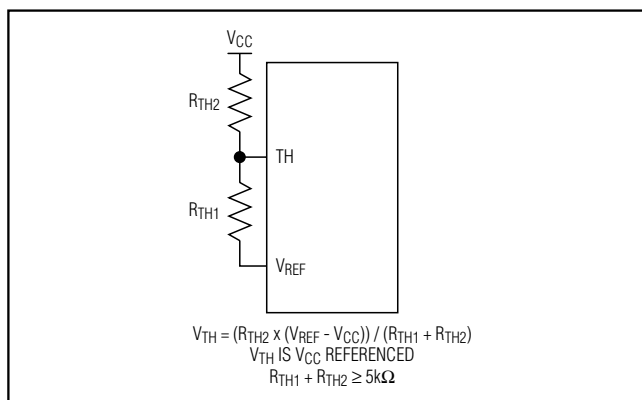 VCC
RTH2
TH
RTH1
VREF
VTH = (RTH2 x (VREF - VCC)) / (RTH1 + RTH2)
VTH IS VCC REFERENCED
RTH1 + RTH2 ≥ 5kΩ